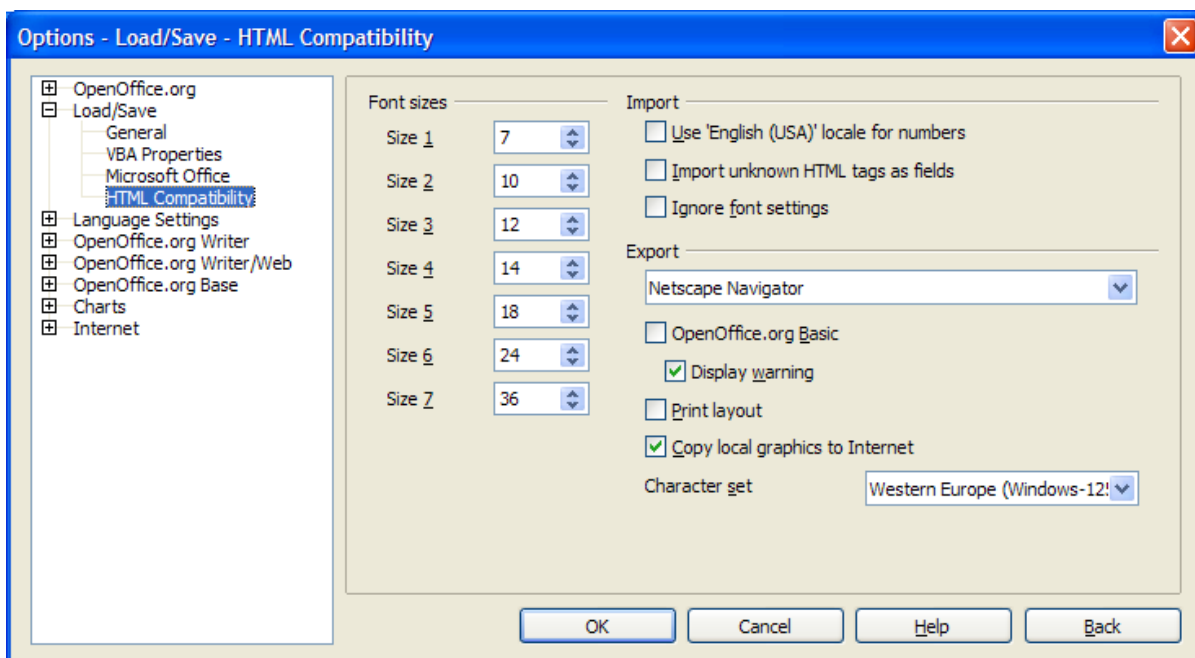 Options - Load/Save - HTML Compatibility
OpenOffice.org
Load/Save
General
VBA Properties
Microsoft Office
HTML Compatibility
Language Settings
OpenOffice.org Writer
OpenOffice.org Writer/Web
OpenOffice.org Base
Charts
Internet
Font sizes
Size 1 7
Size 2 10
Size 3 12
Size 4 14
Size 5 18
Size 6 24
Size 7 36
Import
Use 'English (USA)' locale for numbers
Import unknown HTML tags as fields
Ignore font settings
Export
Netscape Navigator
OpenOffice.org Basic
Display warning
Print layout
Copy local graphics to Internet
Character set Western Europe (Windows-12
OK Cancel Help Back